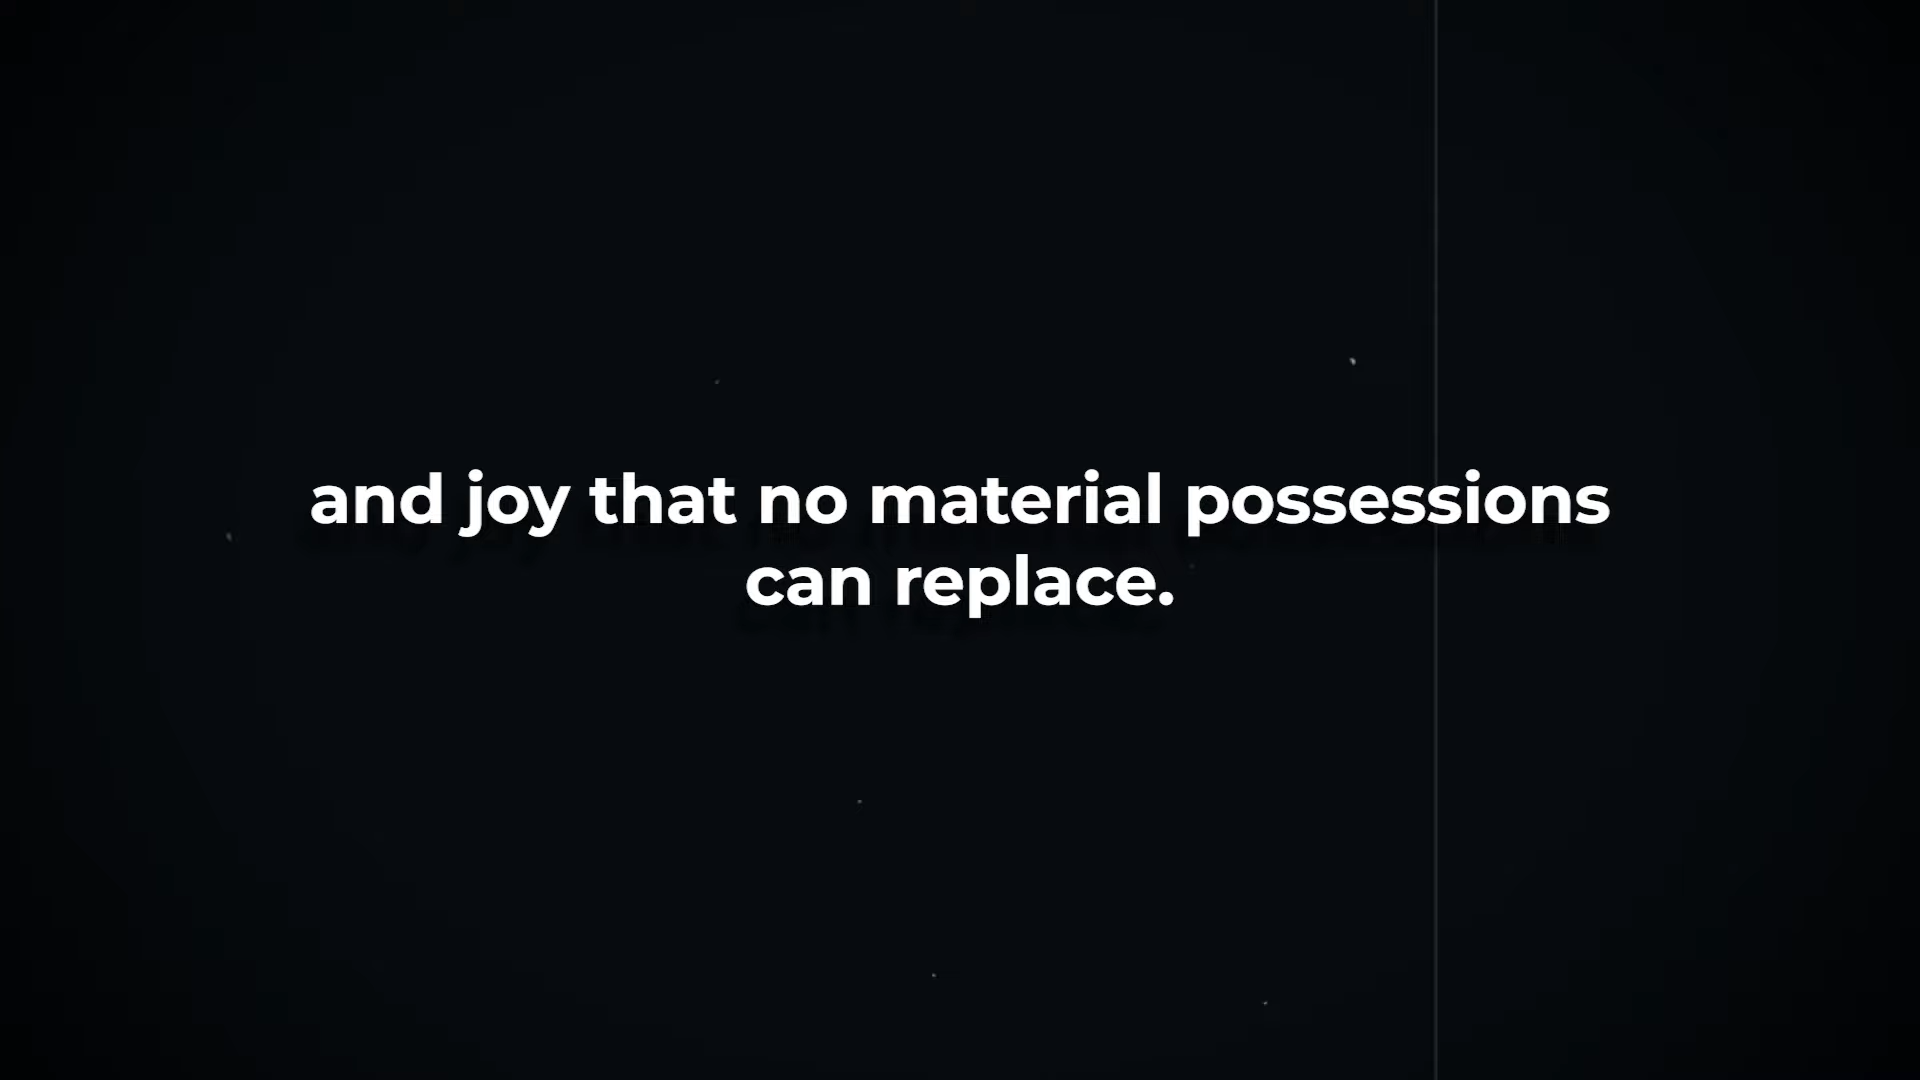 and joy that no material possessions
can replace.